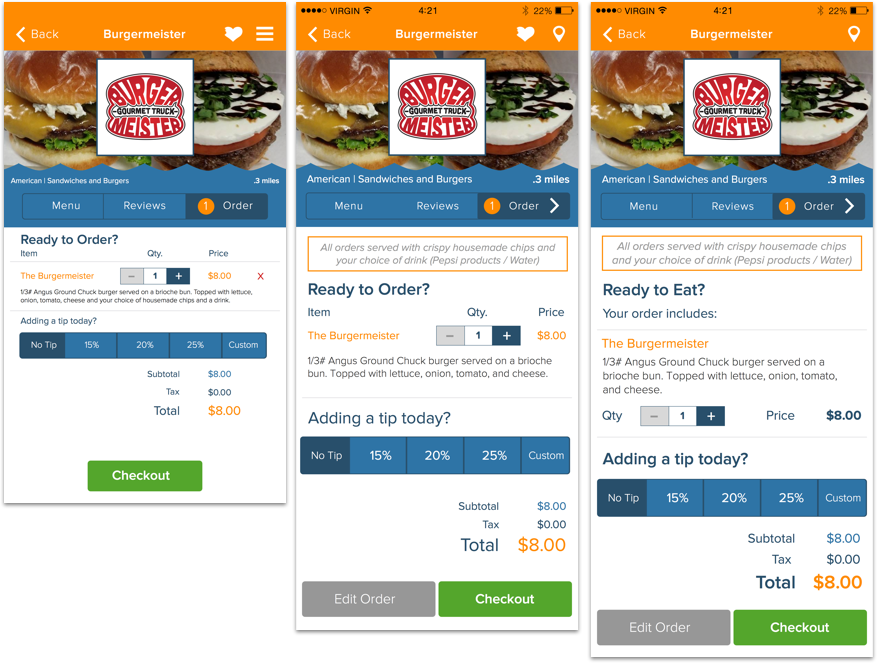 Back
Burgermeister
BURGER
GOURMET TRUCK
MEISTER
American | Sandwiches and Burgers
.3 miles
Menu
Reviews
1
Order
Ready to Order?
Item
Qty.
Price
The Burgermeister
−
1
+
$8.00
X
1/3# Angus Ground Chuck burger served on a brioche bun. Topped with lettuce,
onion, tomato, cheese and your choice of housemade chips and a drink.
Adding a tip today?
No Tip
15%
20%
25%
Custom
Subtotal $8.00
Tax $0.00
Total $8.00
Checkout
VIRGIN
4:21
22%
Back
Burgermeister
BURGER
GOURMET TRUCK
MEISTER
American | Sandwiches and Burgers
.3 miles
Menu
Reviews
1
Order
All orders served with crispy housemade chips and
your choice of drink (Pepsi products / Water)
Ready to Order?
Item
Qty.
Price
The Burgermeister
−
1
+
$8.00
1/3# Angus Ground Chuck burger served on a brioche
bun. Topped with lettuce, onion, tomato, and cheese.
Adding a tip today?
No Tip
15%
20%
25%
Custom
Subtotal $8.00
Tax $0.00
Total $8.00
Edit Order
Checkout
VIRGIN
4:21
22%
Back
Burgermeister
BURGER
GOURMET TRUCK
MEISTER
American | Sandwiches and Burgers
.3 miles
Menu
Reviews
1
Order
All orders served with crispy housemade chips
and your choice of drink (Pepsi products / Water)
Ready to Eat?
Your order includes:
The Burgermeister
1/3# Angus Ground Chuck burger served on a
brioche bun. Topped with lettuce, onion, tomato,
and cheese.
Qty
−
1
+
Price
$8.00
Adding a tip today?
No Tip
15%
20%
25%
Custom
Subtotal $8.00
Tax $0.00
Total $8.00
Edit Order
Checkout